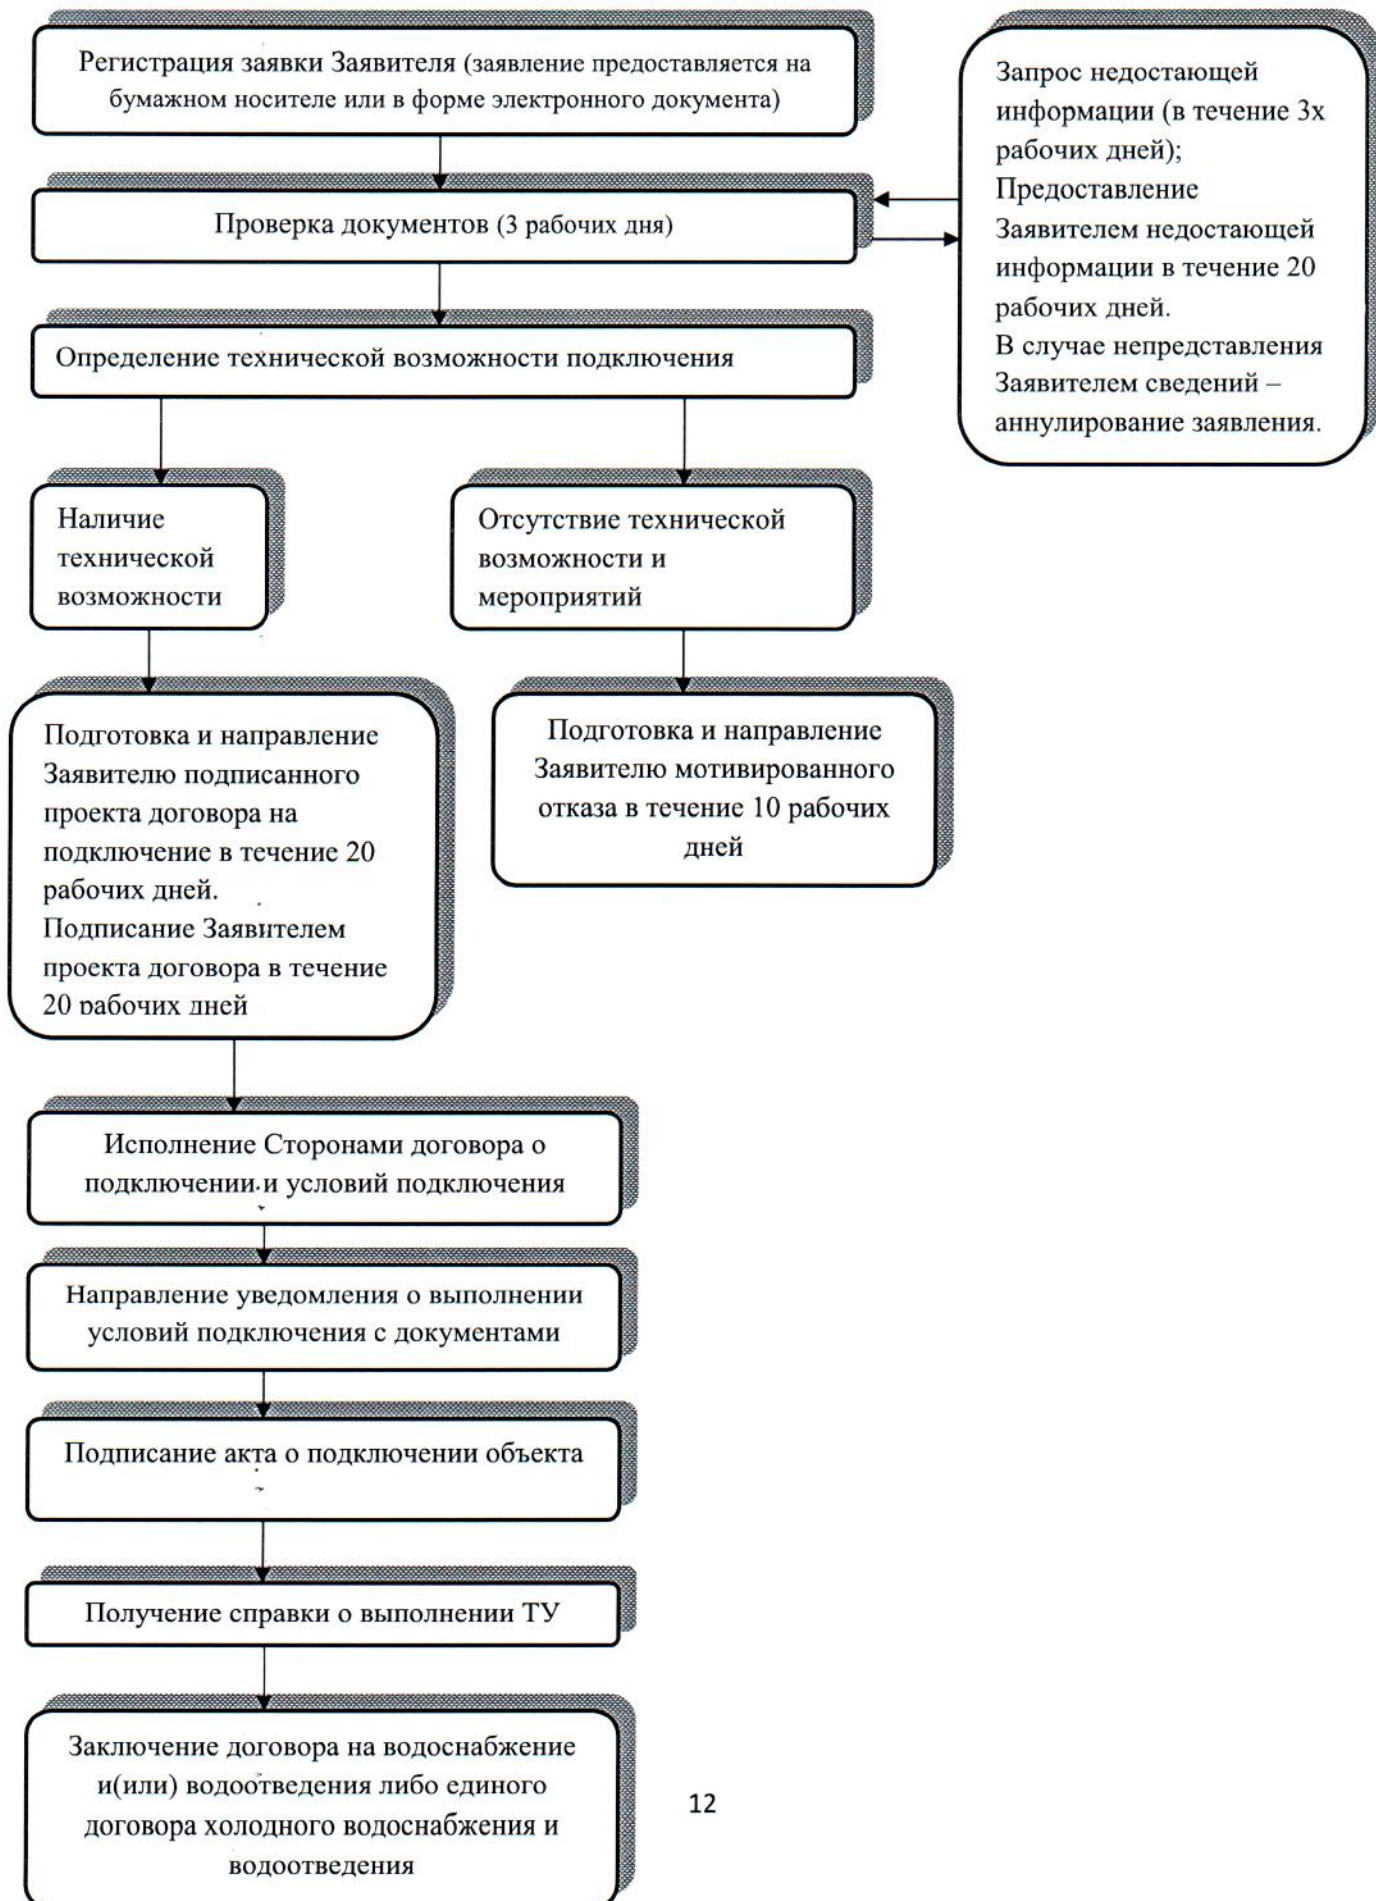 Регистрация заявки Заявителя (заявление предоставляется на
бумажном носителе или в форме электронного документа)
Проверка документов (3 рабочих дня)
Запрос недостающей
информации (в течение 3х
рабочих дней);
Предоставление
Заявителем недостающей
информации в течение 20
рабочих дней.
В случае непредставления
Заявителем сведений –
аннулирование заявления.
Определение технической возможности подключения
Наличие
технической
возможности
Отсутствие технической
возможности и
мероприятий
Подготовка и направление
Заявителю подписанного
проекта договора на
подключение в течение 20
рабочих дней.
Подписание Заявителем
проекта договора в течение
20 рабочих дней
Подготовка и направление
Заявителю мотивированного
отказа в течение 10 рабочих
дней
Исполнение Сторонами договора о
подключении и условий подключения
Направление уведомления о выполнении
условий подключения с документами
Подписание акта о подключении объекта
Получение справки о выполнении ТУ
Заключение договора на водоснабжение
и(или) водоотведения либо единого
договора холодного водоснабжения и
водоотведения
12